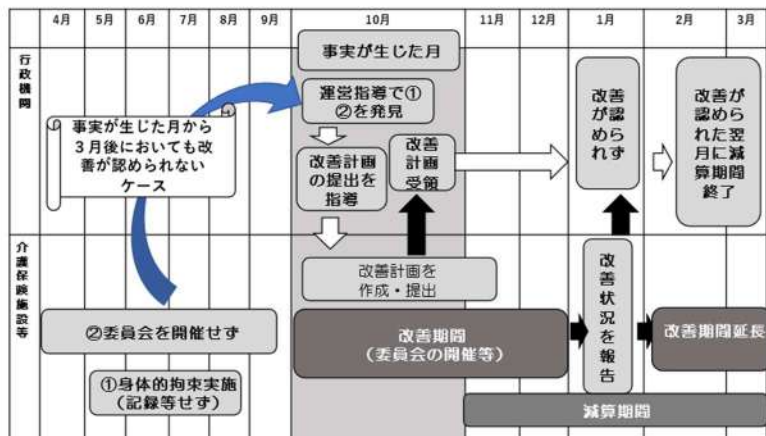 4月 5月 6月 7月 8月 9月 10月 11月 12月 1月 2月 3月
行政機関
事実が生じた月
運営指導で①
②を発見
事実が生じた月から
３月後においても改
善が認められない
ケース
改善計画
の提出を
指導
改善
計画
受領
改善
が認
めら
れず
改善が
認めら
れた翌
月に減
算期間
終了
介護保険施設等
改善計画を
作成・提出
②委員会を開催せず
改善期間
（委員会の開催等）
改善状況を報告
改善期間延長
①身体的拘束実施
（記録等せず）
減算期間